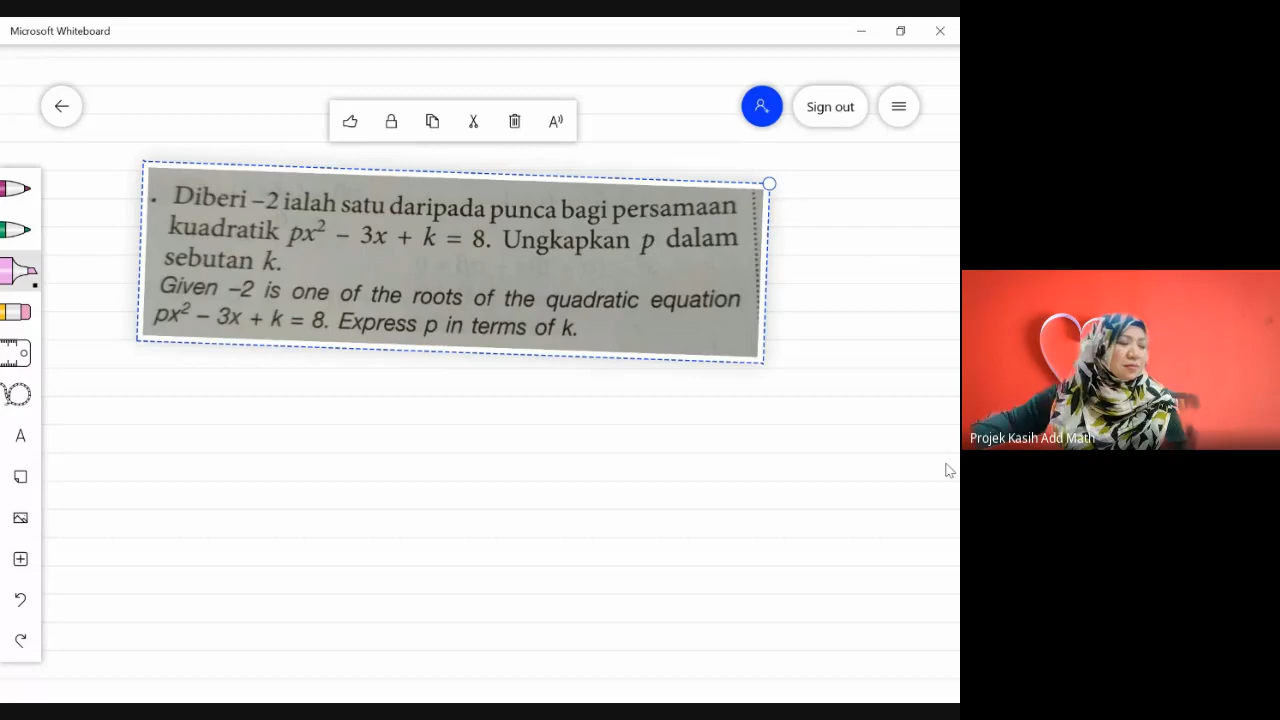 Microsoft Whiteboard
Sign out
. Diberi –2 ialah satu daripada punca bagi persamaan
kuadratik px² – 3x + k = 8. Ungkapkan p dalam
sebutan k.
Given –2 is one of the roots of the quadratic equation
px² – 3x + k = 8. Express p in terms of k.
Projek Kasih Add Math